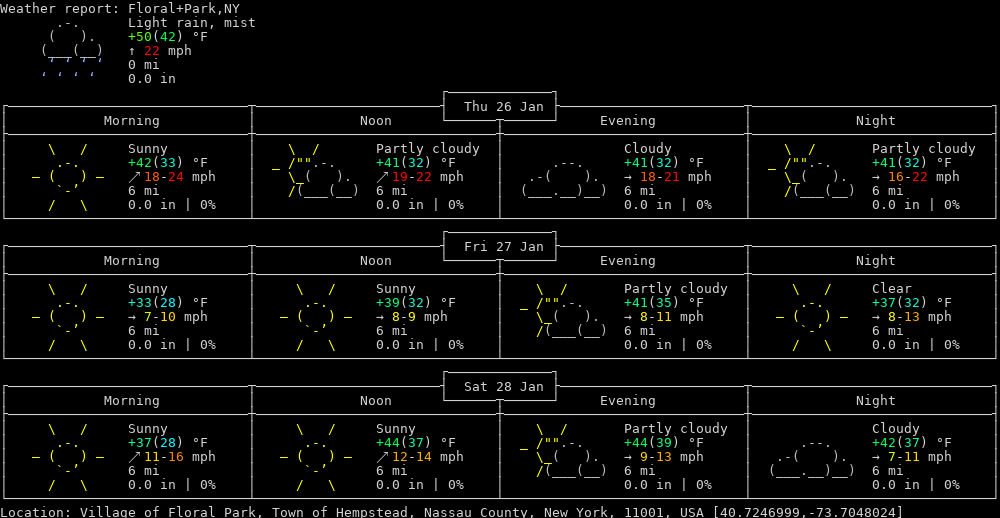 Weather report: Floral+Park,NY
Light rain, mist
+50(42) °F
↑ 22 mph
0 mi
0.0 in
Thu 26 Jan
Morning Noon Evening Night
Sunny Partly cloudy Cloudy Partly cloudy
+42(33) °F +41(32) °F +41(32) °F +41(32) °F
↗ 18-24 mph ↗ 19-22 mph → 18-21 mph → 16-22 mph
6 mi 6 mi 6 mi 6 mi
0.0 in | 0% 0.0 in | 0% 0.0 in | 0% 0.0 in | 0%
Fri 27 Jan
Morning Noon Evening Night
Sunny Sunny Partly cloudy Clear
+33(28) °F +39(32) °F +41(35) °F +37(32) °F
→ 7-10 mph → 8-9 mph → 8-11 mph → 8-13 mph
6 mi 6 mi 6 mi 6 mi
0.0 in | 0% 0.0 in | 0% 0.0 in | 0% 0.0 in | 0%
Sat 28 Jan
Morning Noon Evening Night
Sunny Sunny Partly cloudy Cloudy
+37(28) °F +44(37) °F +44(39) °F +42(37) °F
↗ 11-16 mph ↗ 12-14 mph → 9-13 mph → 7-11 mph
6 mi 6 mi 6 mi 6 mi
0.0 in | 0% 0.0 in | 0% 0.0 in | 0% 0.0 in | 0%
Location: Village of Floral Park, Town of Hempstead, Nassau County, New York, 11001, USA [40.7246999,-73.7048024]